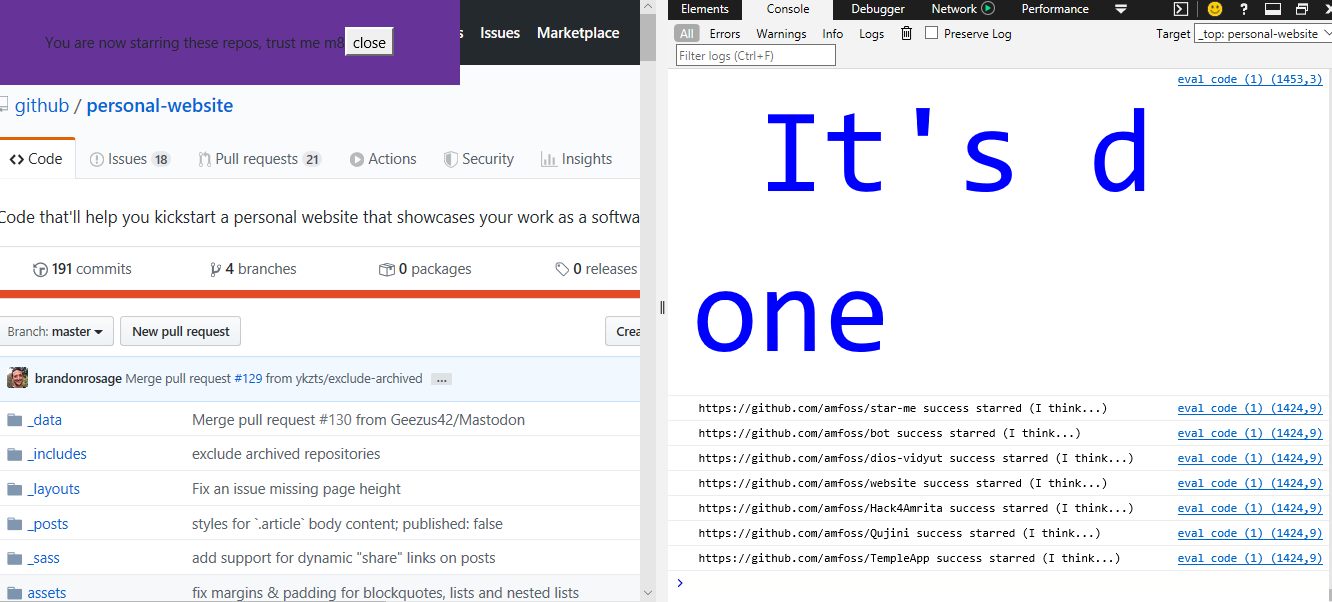 You are now starring these repos, trust me m8 close
s Issues Marketplace
github / personal-website
Code Issues 18 Pull requests 21 Actions Security Insights
Code that'll help you kickstart a personal website that showcases your work as a softwa
191 commits 4 branches 0 packages 0 releases
Branch: master New pull request Crea
brandonrosage Merge pull request #129 from ykzts/exclude-archived ...
_data Merge pull request #130 from Geezus42/Mastodon
_includes exclude archived repositories
_layouts Fix an issue missing page height
_posts styles for `.article` body content; published: false
_sass add support for dynamic "share" links on posts
assets fix margins & padding for blockquotes, lists and nested lists
Elements Console Debugger Network Performance
All Errors Warnings Info Logs Preserve Log Target _top: personal-website
Filter logs (Ctrl+F)
eval code (1) (1453,3)
It's d
one
https://github.com/amfoss/star-me success starred (I think...) eval code (1) (1424,9)
https://github.com/amfoss/bot success starred (I think...) eval code (1) (1424,9)
https://github.com/amfoss/dios-vidyut success starred (I think...) eval code (1) (1424,9)
https://github.com/amfoss/website success starred (I think...) eval code (1) (1424,9)
https://github.com/amfoss/Hack4Amrita success starred (I think...) eval code (1) (1424,9)
https://github.com/amfoss/Qujini success starred (I think...) eval code (1) (1424,9)
https://github.com/amfoss/TempleApp success starred (I think...) eval code (1) (1424,9)